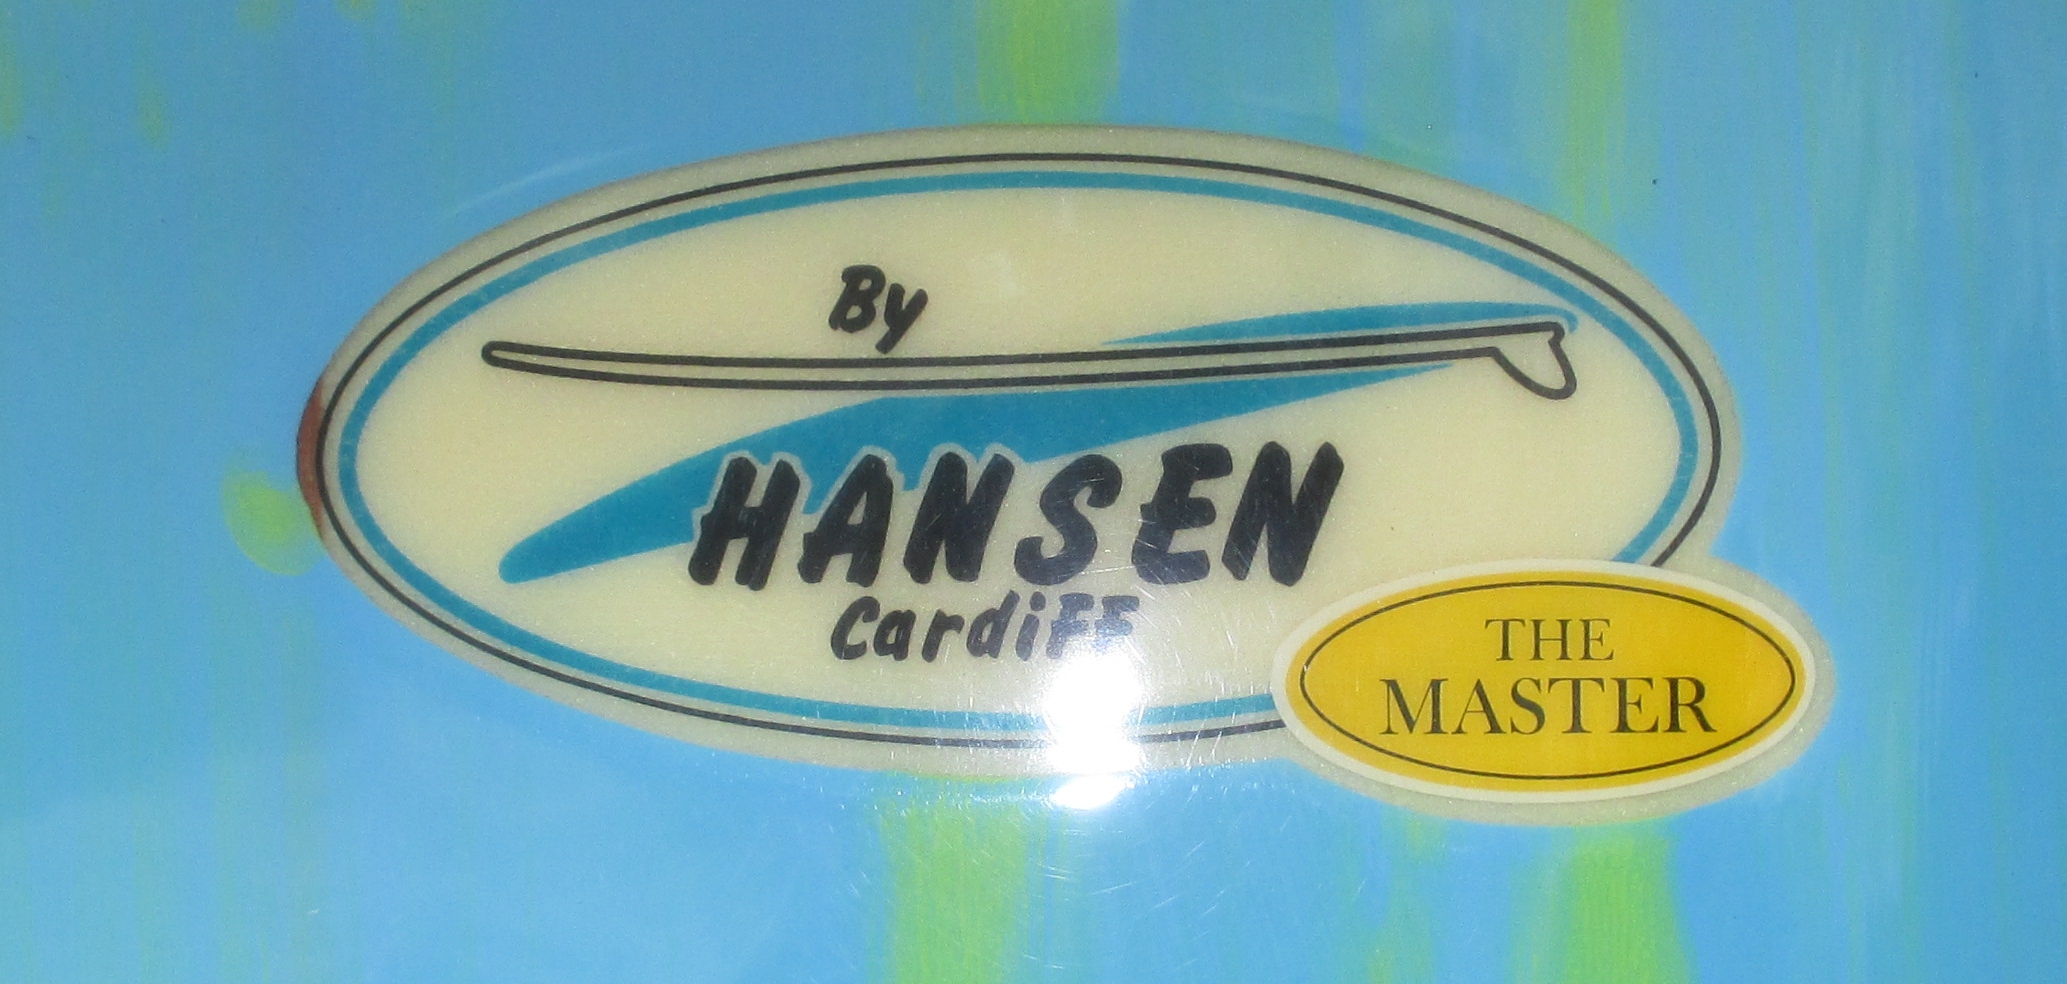 By
HANSEN
Cardiff
THE
MASTER